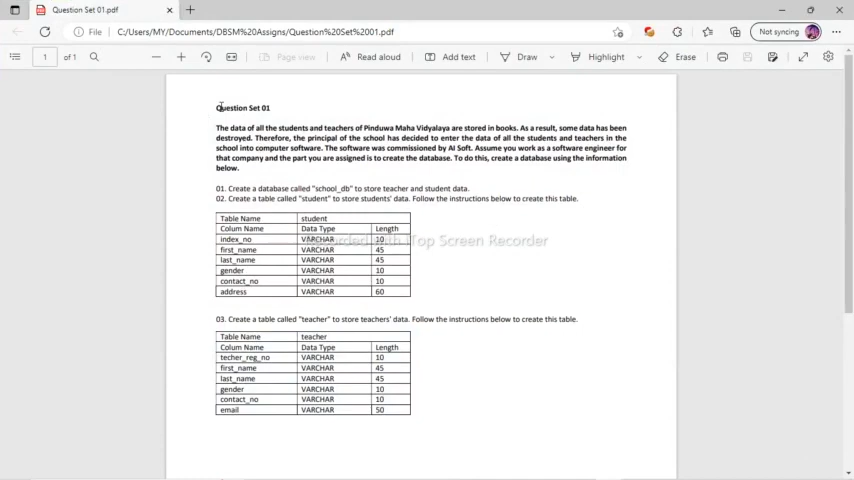 Question Set 01.pdf
File
C:/Users/MY/Documents/DBSM%20Assigns/Question%20Set%2001.pdf
Not syncing
1 of 1
Page view
Read aloud
Add text
Draw
Highlight
Erase
Question Set 01
The data of all the students and teachers of Pinduwa Maha Vidyalaya are stored in books. As a result, some data has been
destroyed. Therefore, the principal of the school has decided to enter the data of all the students and teachers in the
school into computer software. The software was commissioned by AI Soft. Assume you work as a software engineer for
that company and the part you are assigned is to create the database. To do this, create a database using the information
below.
01. Create a database called "school_db" to store teacher and student data.
02. Create a table called "student" to store students' data. Follow the instructions below to create this table.
Table Name student
Colum Name Data Type Length
index_no VARCHAR 10
first_name VARCHAR 45
last_name VARCHAR 45
gender VARCHAR 10
contact_no VARCHAR 10
address VARCHAR 60
Recorded with iTop Screen Recorder
03. Create a table called "teacher" to store teachers' data. Follow the instructions below to create this table.
Table Name teacher
Colum Name Data Type Length
techer_reg_no VARCHAR 10
first_name VARCHAR 45
last_name VARCHAR 45
gender VARCHAR 10
contact_no VARCHAR 10
email VARCHAR 50